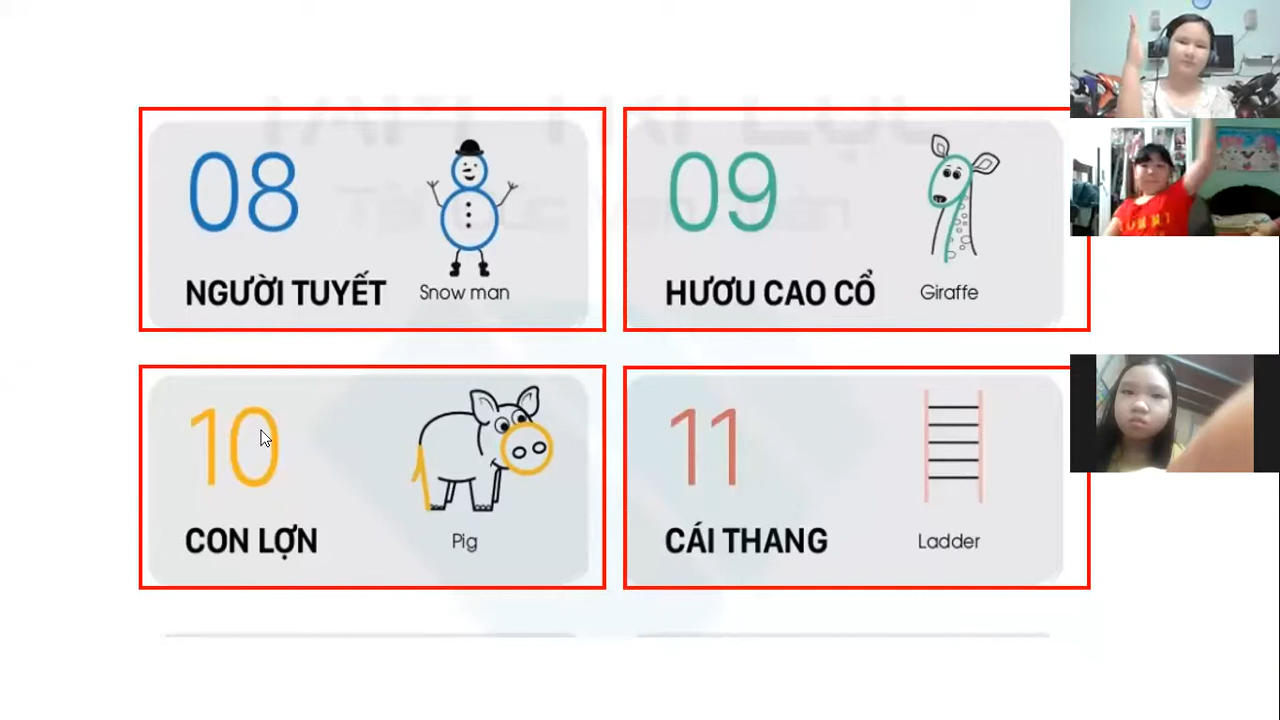 08
NGƯỜI TUYẾT
Snow man
09
HƯƠU CAO CỔ
Giraffe
10
CON LỢN
Pig
11
CÁI THANG
Ladder